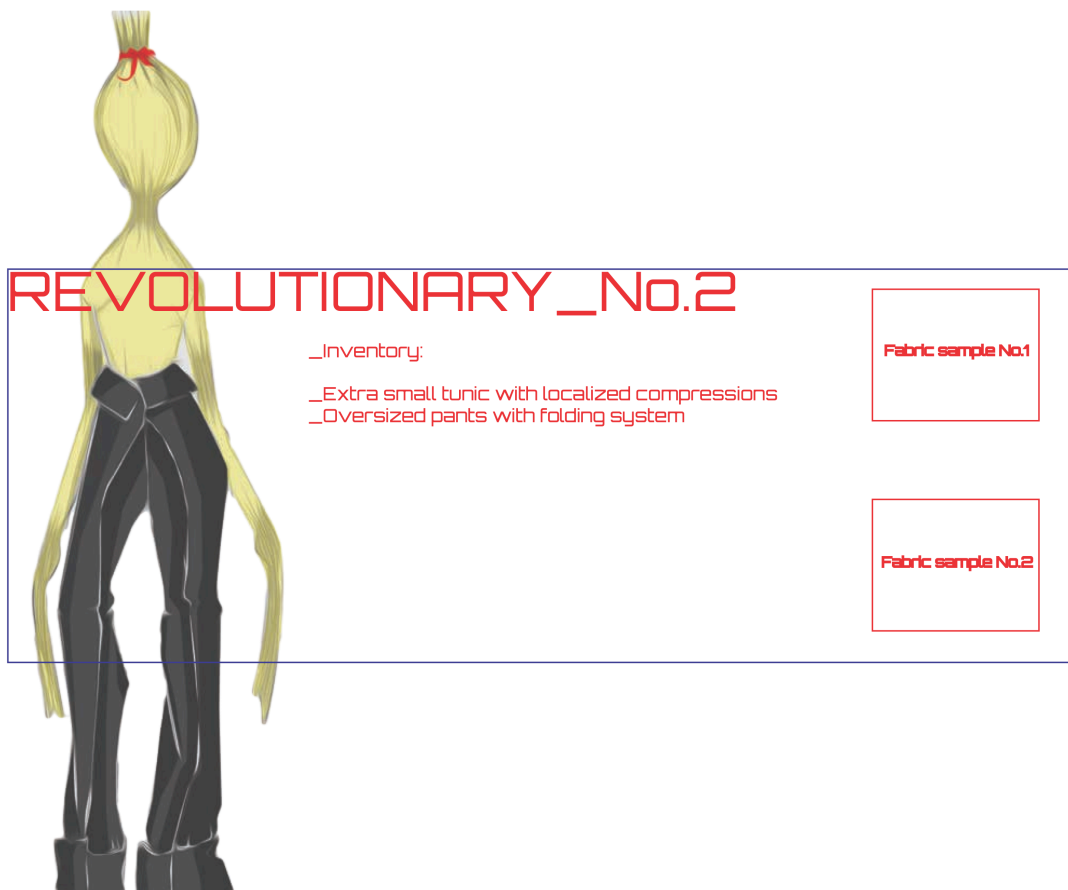 REVOLUTIONARY_No.2
_Inventory:
_Extra small tunic with localized compressions
_Oversized pants with folding system
Fabric sample No.1
Fabric sample No.2